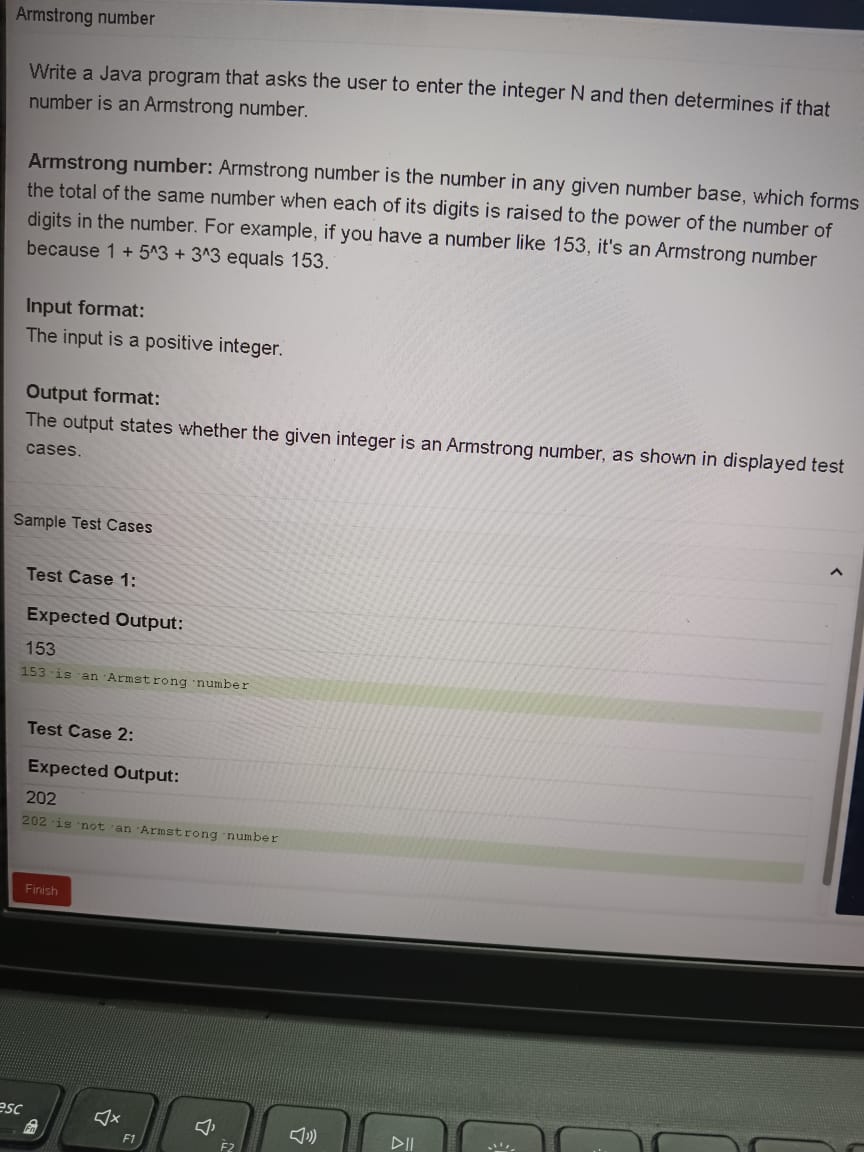 Armstrong number
Write a Java program that asks the user to enter the integer N and then determines if that
number is an Armstrong number.
Armstrong number: Armstrong number is the number in any given number base, which forms
the total of the same number when each of its digits is raised to the power of the number of
digits in the number. For example, if you have a number like 153, it's an Armstrong number
because 1 + 5^3 + 3^3 equals 153.
Input format:
The input is a positive integer.
Output format:
The output states whether the given integer is an Armstrong number, as shown in displayed test
cases.
Sample Test Cases
Test Case 1:
Expected Output:
153
153·is·an·Armstrong·number
Test Case 2:
Expected Output:
202
202·is·not·an·Armstrong·number
Finish
esc
F1
F2